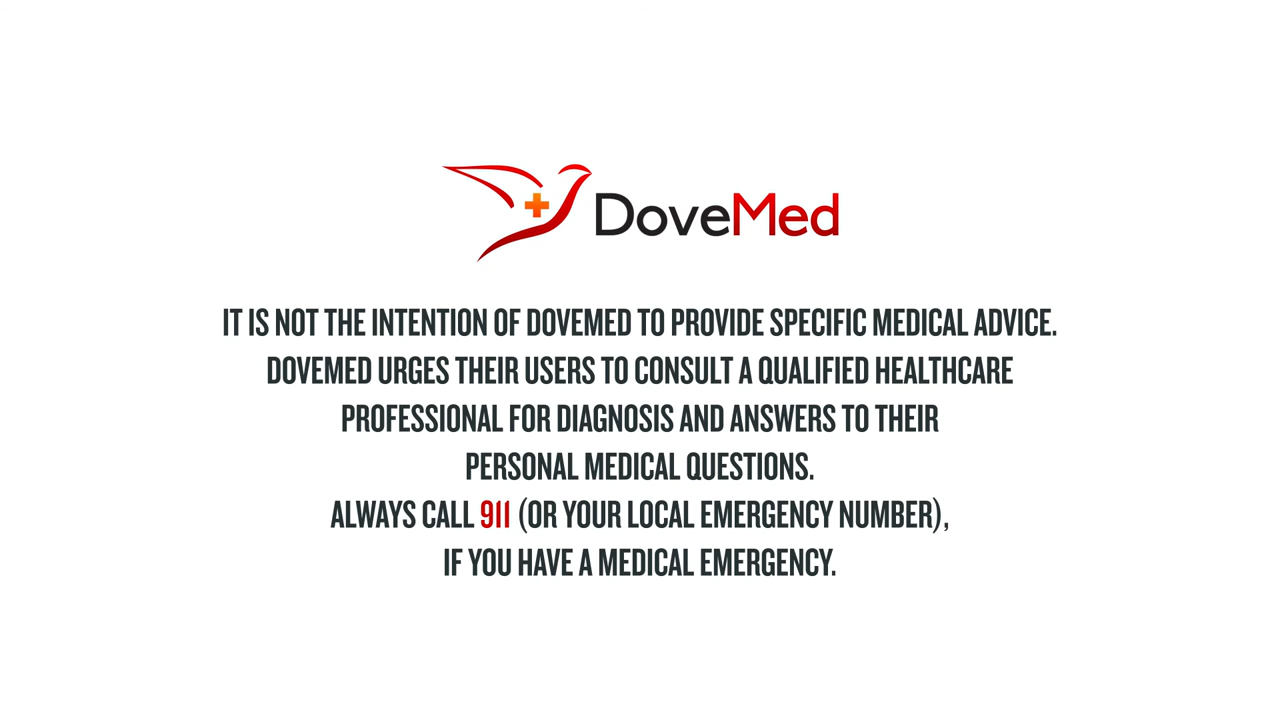 DoveMed
IT IS NOT THE INTENTION OF DOVEMED TO PROVIDE SPECIFIC MEDICAL ADVICE.
DOVEMED URGES THEIR USERS TO CONSULT A QUALIFIED HEALTHCARE
PROFESSIONAL FOR DIAGNOSIS AND ANSWERS TO THEIR
PERSONAL MEDICAL QUESTIONS.
ALWAYS CALL 911 (OR YOUR LOCAL EMERGENCY NUMBER),
IF YOU HAVE A MEDICAL EMERGENCY.